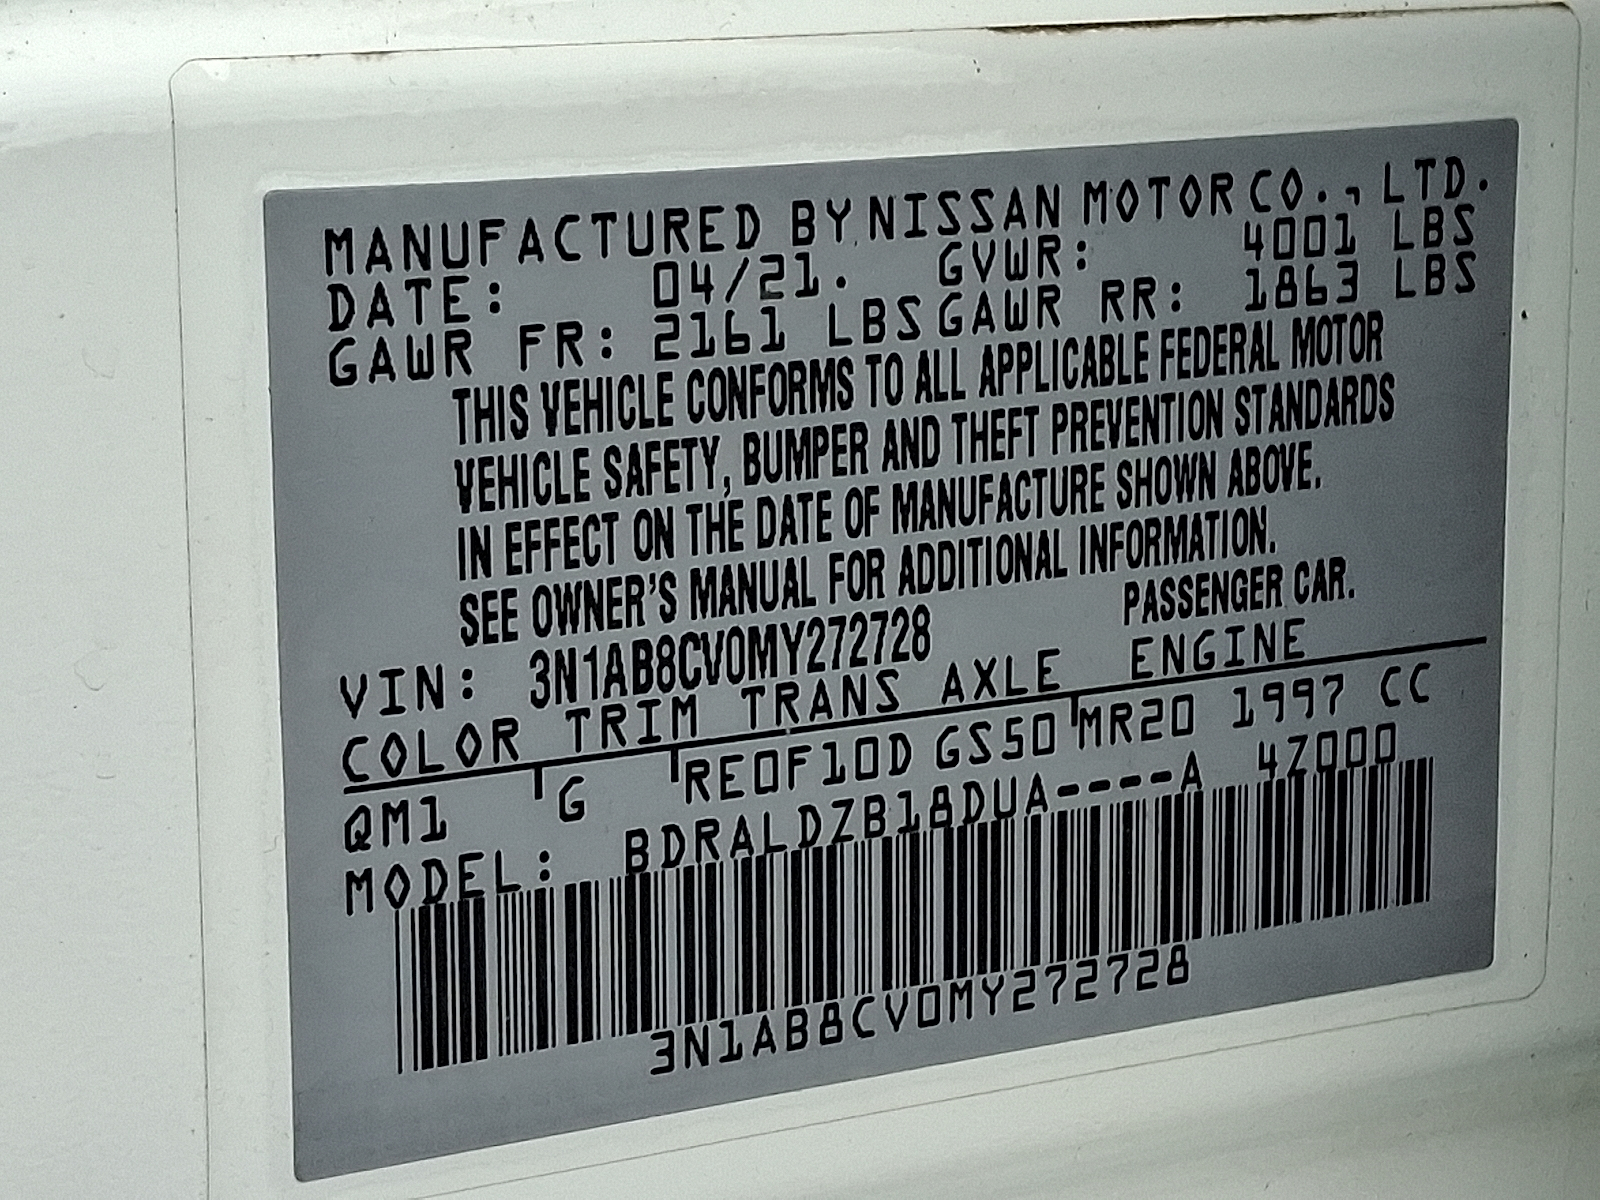 MANUFACTURED BY NISSAN MOTOR CO., LTD.
DATE: 04/21. GVWR: 4001 LBS
GAWR FR: 2161 LBS GAWR RR: 1863 LBS
THIS VEHICLE CONFORMS TO ALL APPLICABLE FEDERAL MOTOR
VEHICLE SAFETY, BUMPER AND THEFT PREVENTION STANDARDS
IN EFFECT ON THE DATE OF MANUFACTURE SHOWN ABOVE.
SEE OWNER'S MANUAL FOR ADDITIONAL INFORMATION.
VIN: 3N1AB8CV0MY272728 PASSENGER CAR.
COLOR TRIM TRANS AXLE ENGINE
QM1 G RE0F10D GS50 MR20 1997 CC
MODEL: BDRALDZB18DUA----A 4Z000
3N1AB8CV0MY272728